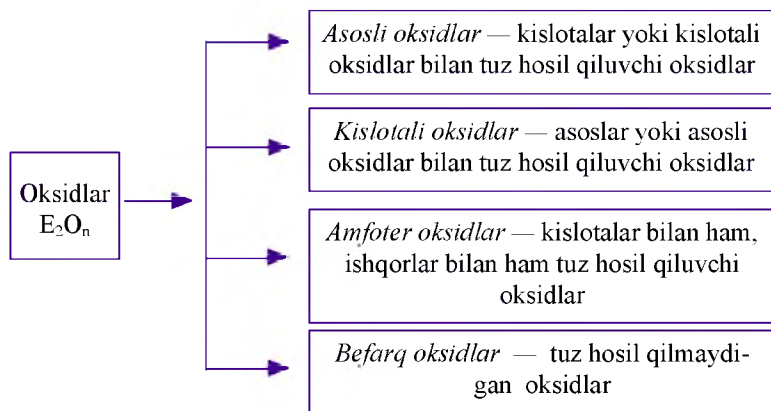 Oksidlar
E₂Oₙ
Asosli oksidlar — kislotalar yoki kislotali
oksidlar bilan tuz hosil qiluvchi oksidlar
Kislotali oksidlar — asoslar yoki asosli
oksidlar bilan tuz hosil qiluvchi oksidlar
Amfoter oksidlar — kislotalar bilan ham,
ishqorlar bilan ham tuz hosil qiluvchi
oksidlar
Befarq oksidlar — tuz hosil qilmaydi-
gan oksidlar